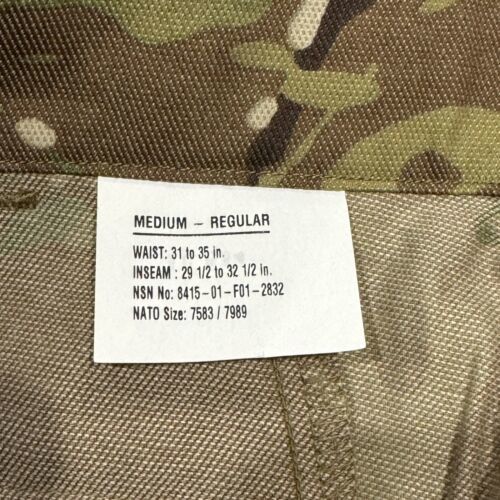 MEDIUM – REGULAR
WAIST: 31 to 35 in.
INSEAM : 29 1/2 to 32 1/2 in.
NSN No: 8415-01-F01-2832
NATO Size: 7583 / 7989